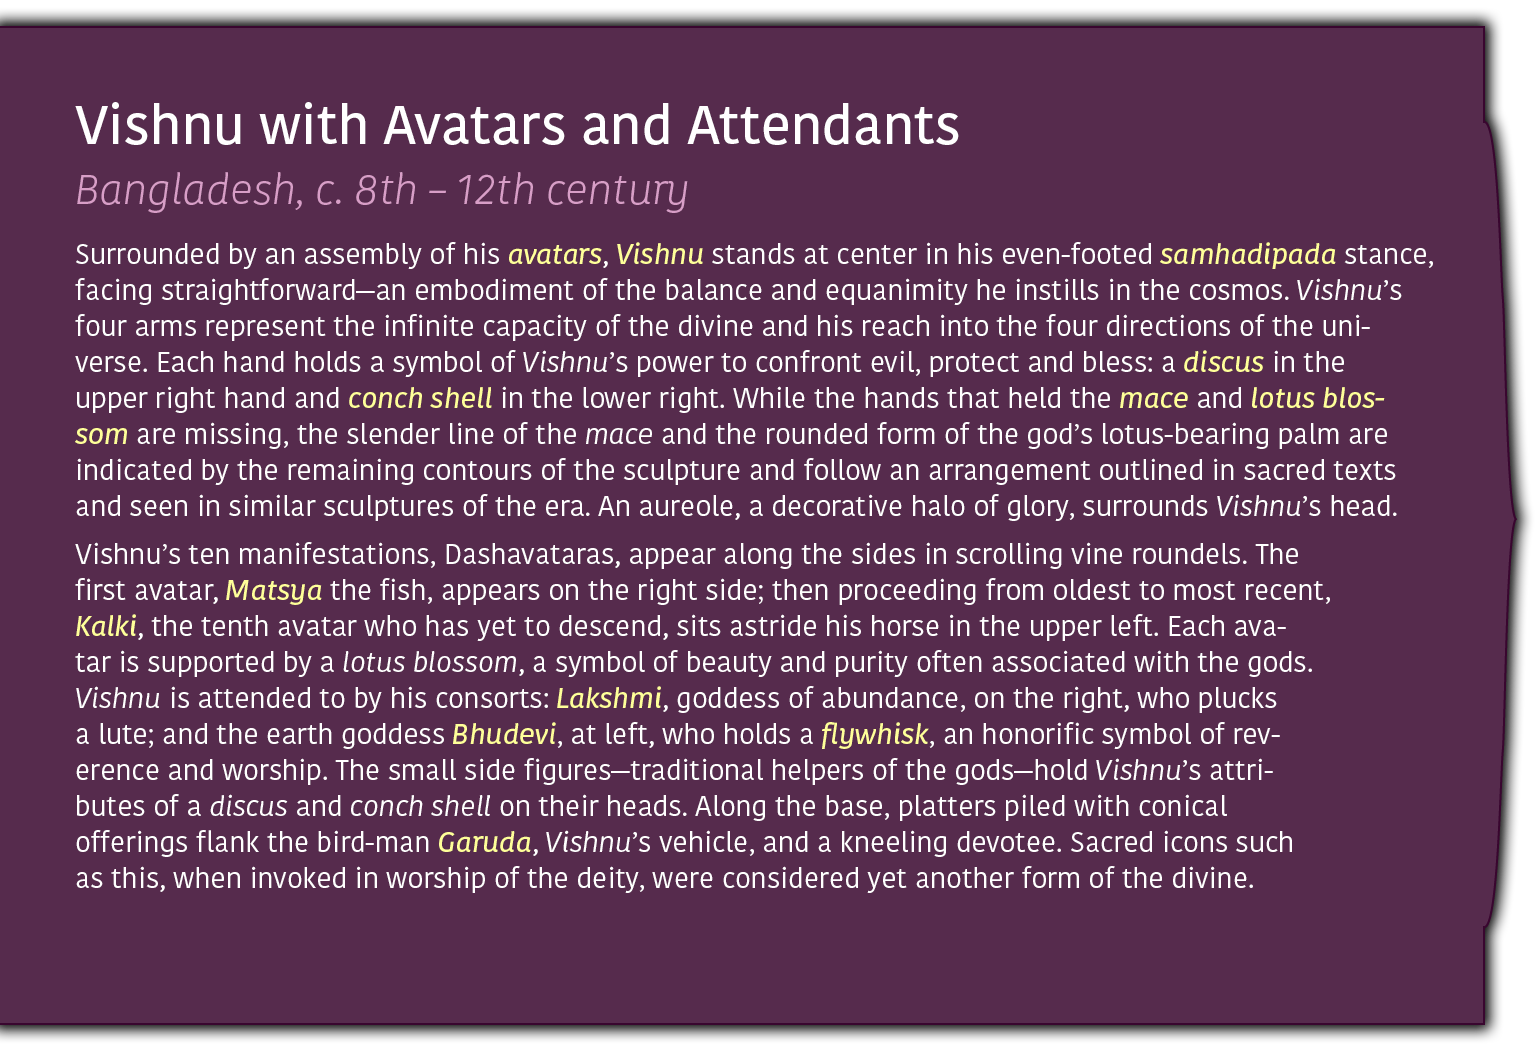 Vishnu with Avatars and Attendants
Bangladesh, c. 8th – 12th century
Surrounded by an assembly of his avatars, Vishnu stands at center in his even-footed samhadipada stance,
facing straightforward—an embodiment of the balance and equanimity he instills in the cosmos. Vishnu’s
four arms represent the infinite capacity of the divine and his reach into the four directions of the uni-
verse. Each hand holds a symbol of Vishnu’s power to confront evil, protect and bless: a discus in the
upper right hand and conch shell in the lower right. While the hands that held the mace and lotus blos-
som are missing, the slender line of the mace and the rounded form of the god’s lotus-bearing palm are
indicated by the remaining contours of the sculpture and follow an arrangement outlined in sacred texts
and seen in similar sculptures of the era. An aureole, a decorative halo of glory, surrounds Vishnu’s head.
Vishnu’s ten manifestations, Dashavataras, appear along the sides in scrolling vine roundels. The
first avatar, Matsya the fish, appears on the right side; then proceeding from oldest to most recent,
Kalki, the tenth avatar who has yet to descend, sits astride his horse in the upper left. Each ava-
tar is supported by a lotus blossom, a symbol of beauty and purity often associated with the gods.
Vishnu is attended to by his consorts: Lakshmi, goddess of abundance, on the right, who plucks
a lute; and the earth goddess Bhudevi, at left, who holds a flywhisk, an honorific symbol of rev-
erence and worship. The small side figures—traditional helpers of the gods—hold Vishnu’s attri-
butes of a discus and conch shell on their heads. Along the base, platters piled with conical
offerings flank the bird-man Garuda, Vishnu’s vehicle, and a kneeling devotee. Sacred icons such
as this, when invoked in worship of the deity, were considered yet another form of the divine.